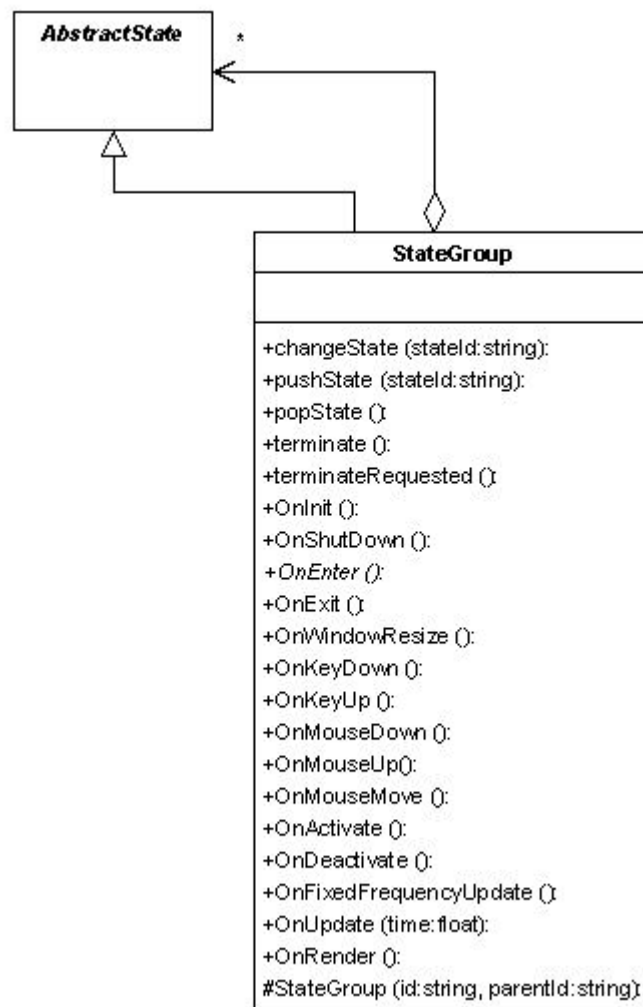 AbstractState
*
StateGroup
+changeState (stateId:string):
+pushState (stateId:string):
+popState ():
+terminate ():
+terminateRequested ():
+OnInit ():
+OnShutDown ():
+OnEnter ():
+OnExit ():
+OnWindowResize ():
+OnKeyDown ():
+OnKeyUp ():
+OnMouseDown ():
+OnMouseUp():
+OnMouseMove ():
+OnActivate ():
+OnDeactivate ():
+OnFixedFrequencyUpdate ():
+OnUpdate (time:float):
+OnRender ():
#StateGroup (id:string, parentId:string):